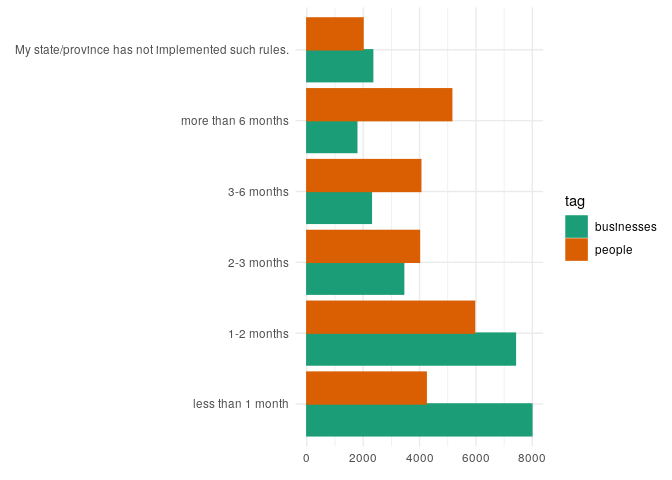 My state/province has not implemented such rules.
more than 6 months
3-6 months
2-3 months
1-2 months
less than 1 month
0 2000 4000 6000 8000
tag
businesses
people